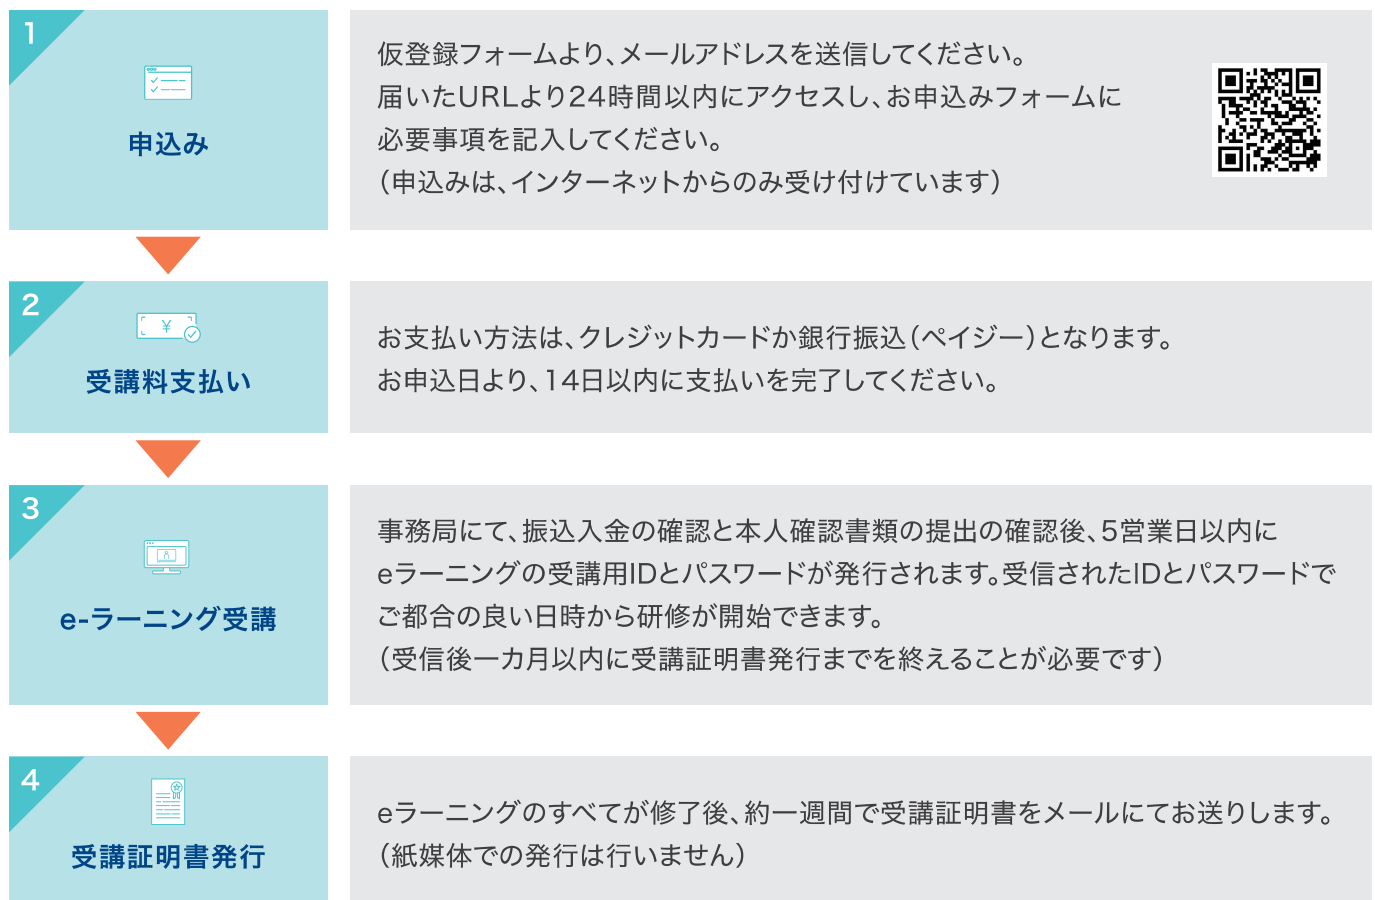 1
申込み
仮登録フォームより、メールアドレスを送信してください。
届いたURLより24時間以内にアクセスし、お申込みフォームに
必要事項を記入してください。
(申込みは、インターネットからのみ受け付けています)
2
¥
受講料支払い
お支払い方法は、クレジットカードか銀行振込(ペイジー)となります。
お申込日より、14日以内に支払いを完了してください。
3
e-ラーニング受講
事務局にて、振込入金の確認と本人確認書類の提出の確認後、5営業日以内に
eラーニングの受講用IDとパスワードが発行されます。受信されたIDとパスワードで
ご都合の良い日時から研修が開始できます。
(受信後一カ月以内に受講証明書発行までを終えることが必要です)
4
受講証明書発行
eラーニングのすべてが修了後、約一週間で受講証明書をメールにてお送りします。
(紙媒体での発行は行いません)